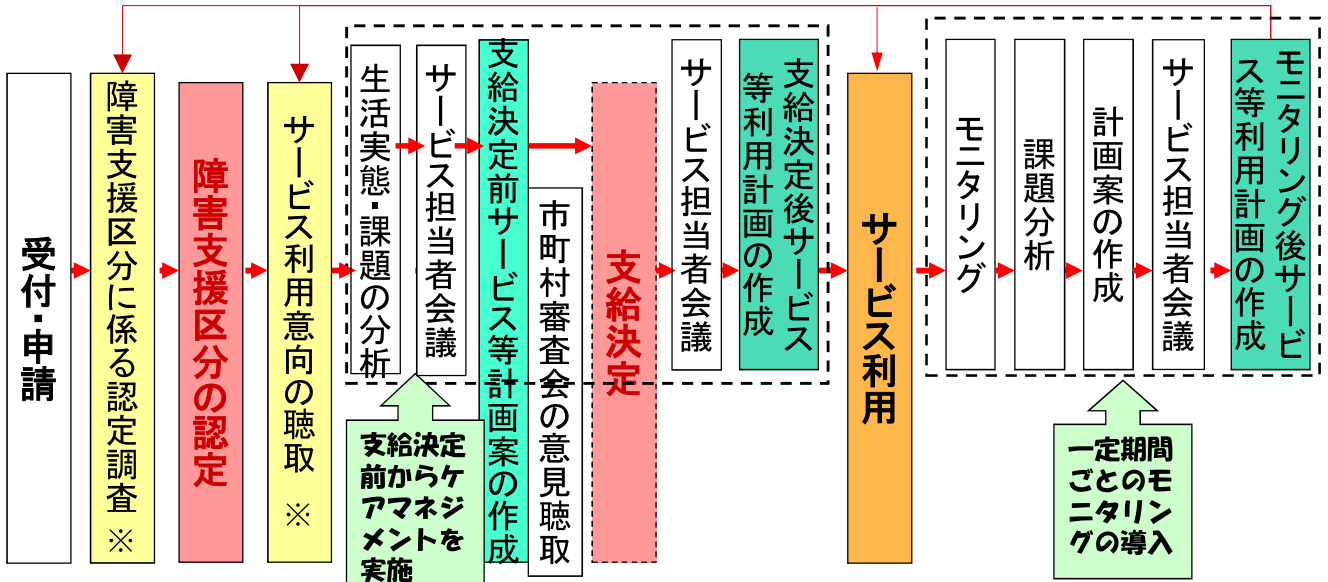 受付・申請
障害支援区分に係る認定調査※
障害支援区分の認定
サービス利用意向の聴取 ※
生活実態・課題の分析
サービス担当者会議
支給決定前サービス等計画案の作成
市町村審査会の意見聴取
支給決定
サービス担当者会議
支給決定後サービス
等利用計画の作成
サービス利用
モニタリング
課題分析
計画案の作成
サービス担当者会議
モニタリング後サービ
ス等利用計画の作成
支給決定
前からケ
アマネジ
メントを
実施
一定期間
ごとのモ
ニタリン
グの導入